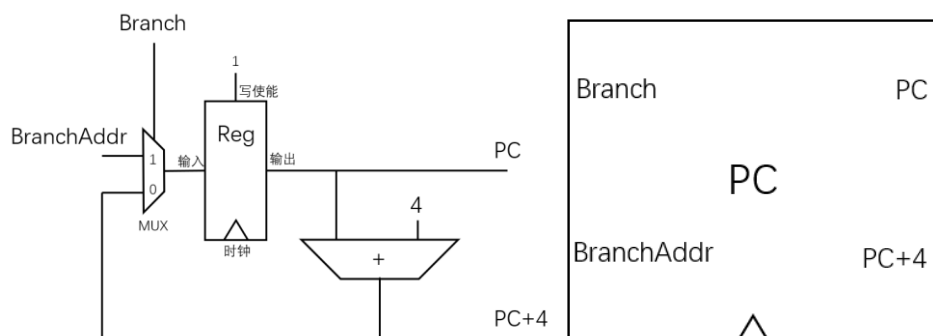 Branch
1
写使能
BranchAddr
Reg
1
输入
输出
PC
0
MUX
4
时钟
+
PC+4
Branch
PC
PC
BranchAddr
PC+4